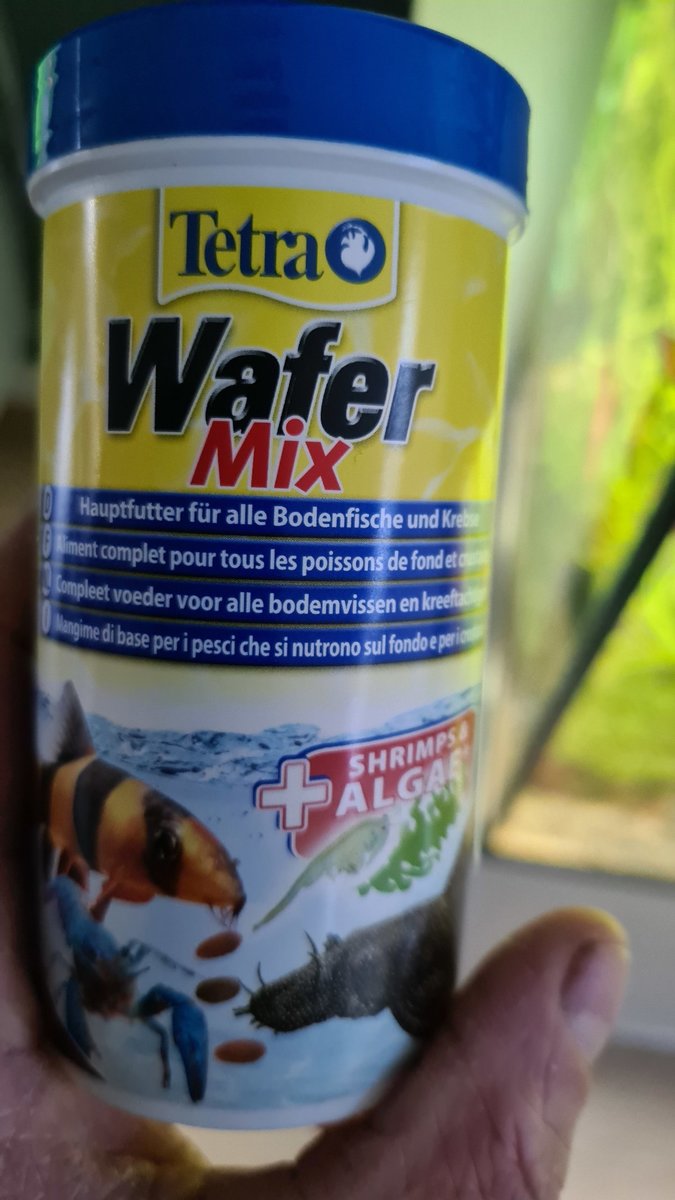 Tetra
Wafer
Mix
D Hauptfutter für alle Bodenfische und
F Aliment complet pour tous les poissons de fond et
Compleet voeder voor alle bodemvissen en
I Mangime di base per i pesci che si nutrono sul fondo e per i
+ SHRIMPS &
ALGAE